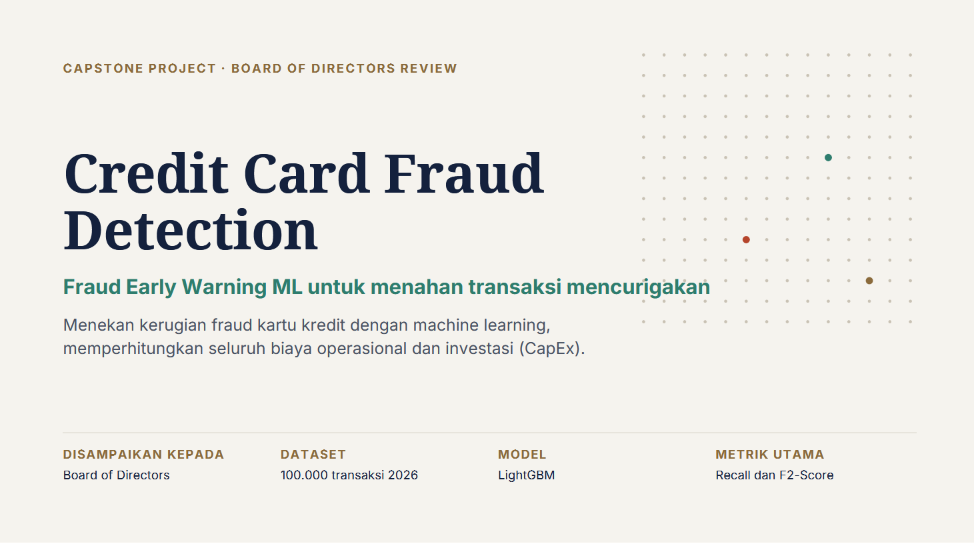 CAPSTONE PROJECT · BOARD OF DIRECTORS REVIEW
Credit Card Fraud
Detection
Fraud Early Warning ML untuk menahan transaksi mencurigakan
Menekan kerugian fraud kartu kredit dengan machine learning,
memperhitungkan seluruh biaya operasional dan investasi (CapEx).
DISAMPAIKAN KEPADA
Board of Directors
DATASET
100.000 transaksi 2026
MODEL
LightGBM
METRIK UTAMA
Recall dan F2-Score